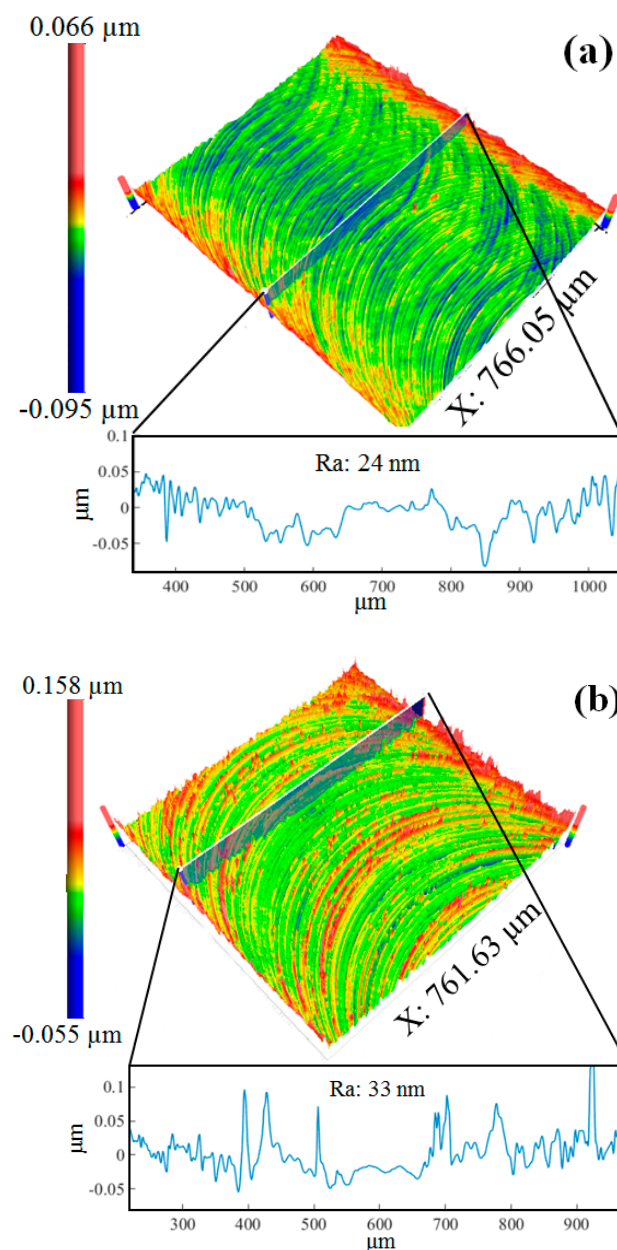 0.066 µm
(a)
-0.095 µm
X: 766.05 µm
0.1
Ra: 24 nm
0.05
µm
0
-0.05
400 500 600 700 800 900 1000
µm
0.158 µm
(b)
-0.055 µm
X: 761.63 µm
0.1
Ra: 33 nm
0.05
µm
0
-0.05
300 400 500 600 700 800 900
µm